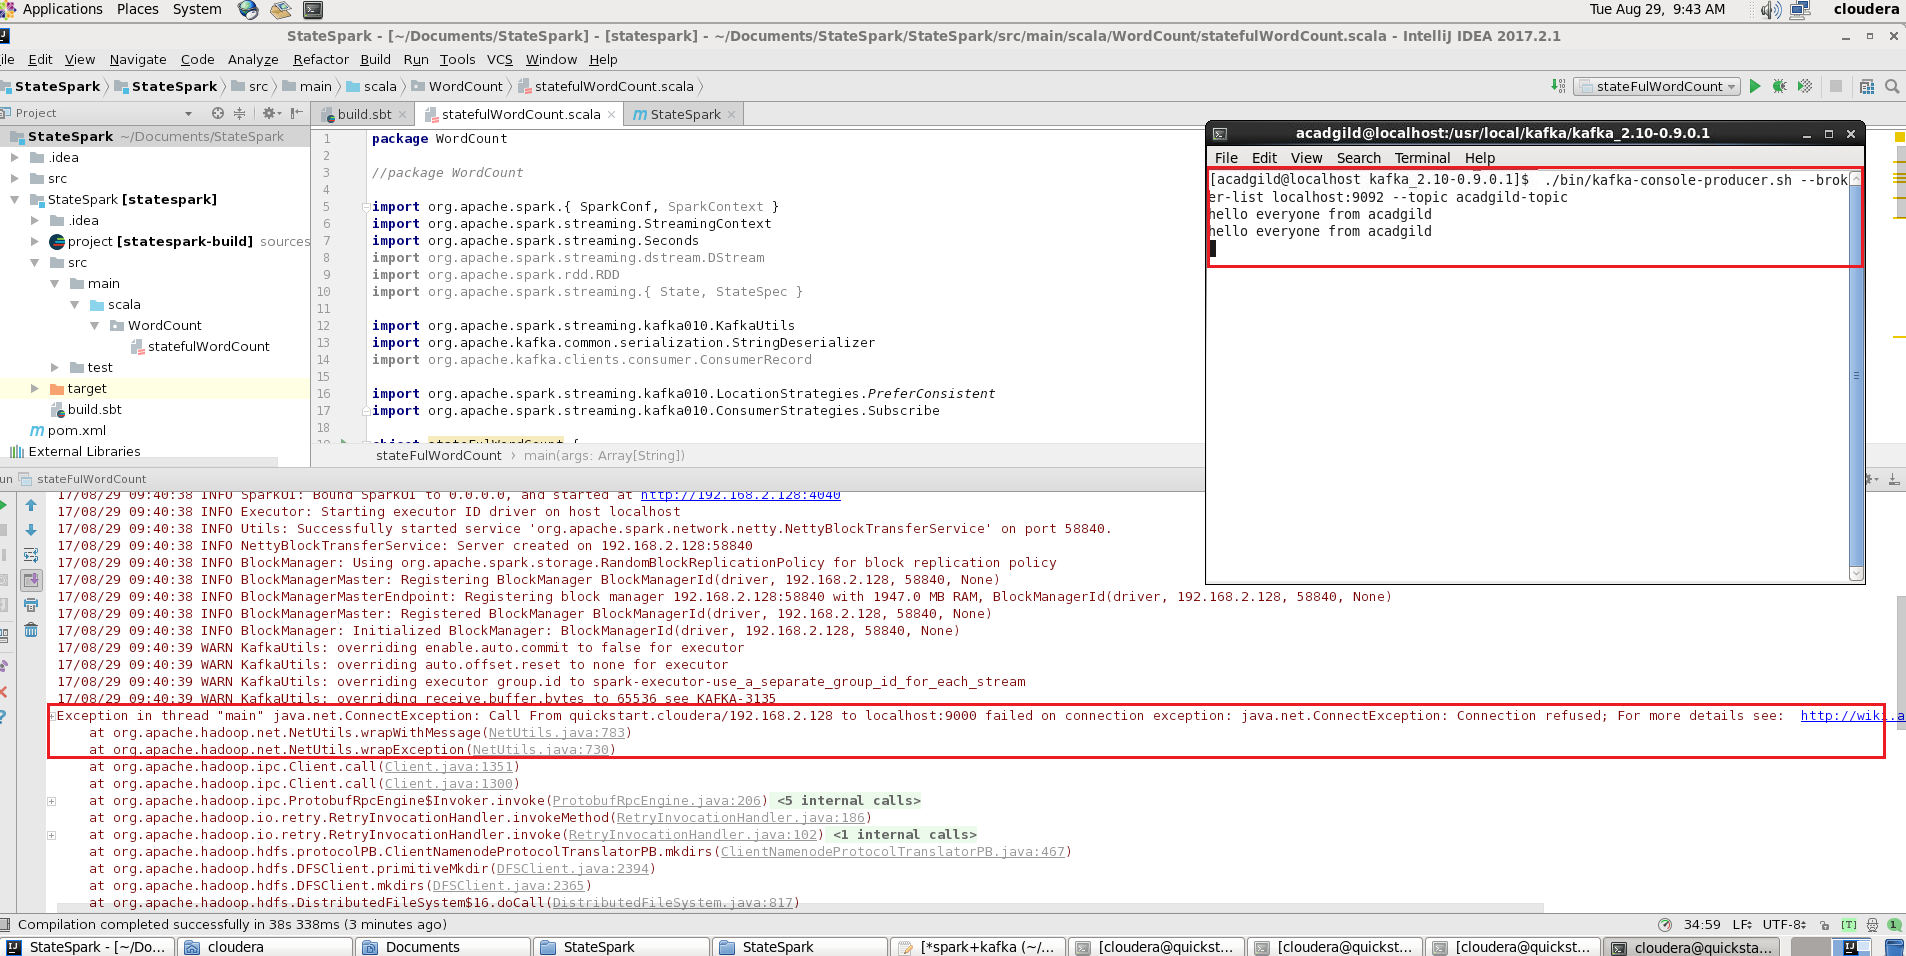 Applications Places System
Tue Aug 29, 9:43 AM
cloudera
StateSpark - [~/Documents/StateSpark] - [statespark] - ~/Documents/StateSpark/StateSpark/src/main/scala/WordCount/statefulWordCount.scala - IntelliJ IDEA 2017.2.1
ile Edit View Navigate Code Analyze Refactor Build Run Tools VCS Window Help
StateSpark StateSpark src main scala WordCount statefulWordCount.scala
stateFulWordCount
Project
build.sbt
statefulWordCount.scala
StateSpark
StateSpark ~/Documents/StateSpark
.idea
src
StateSpark [statespark]
.idea
project [statespark-build] sources
src
main
scala
WordCount
statefulWordCount
test
target
build.sbt
pom.xml
External Libraries
1 package WordCount
2
3 //package WordCount
4
5 import org.apache.spark.{ SparkConf, SparkContext }
6 import org.apache.spark.streaming.StreamingContext
7 import org.apache.spark.streaming.Seconds
8 import org.apache.spark.streaming.dstream.DStream
9 import org.apache.spark.rdd.RDD
10 import org.apache.spark.streaming.{ State, StateSpec }
11
12 import org.apache.spark.streaming.kafka010.KafkaUtils
13 import org.apache.kafka.common.serialization.StringDeserializer
14 import org.apache.kafka.clients.consumer.ConsumerRecord
15
16 import org.apache.spark.streaming.kafka010.LocationStrategies.PreferConsistent
17 import org.apache.spark.streaming.kafka010.ConsumerStrategies.Subscribe
18
19 object stateFulWordCount {
stateFulWordCount › main(args: Array[String])
acadgild@localhost:/usr/local/kafka/kafka_2.10-0.9.0.1
File Edit View Search Terminal Help
[acadgild@localhost kafka_2.10-0.9.0.1]$ ./bin/kafka-console-producer.sh --brok
er-list localhost:9092 --topic acadgild-topic
hello everyone from acadgild
hello everyone from acadgild
un stateFulWordCount
17/08/29 09:40:38 INFO SparkUI: Bound SparkUI to 0.0.0.0, and started at http://192.168.2.128:4040
17/08/29 09:40:38 INFO Executor: Starting executor ID driver on host localhost
17/08/29 09:40:38 INFO Utils: Successfully started service 'org.apache.spark.network.netty.NettyBlockTransferService' on port 58840.
17/08/29 09:40:38 INFO NettyBlockTransferService: Server created on 192.168.2.128:58840
17/08/29 09:40:38 INFO BlockManager: Using org.apache.spark.storage.RandomBlockReplicationPolicy for block replication policy
17/08/29 09:40:38 INFO BlockManagerMaster: Registering BlockManager BlockManagerId(driver, 192.168.2.128, 58840, None)
17/08/29 09:40:38 INFO BlockManagerMasterEndpoint: Registering block manager 192.168.2.128:58840 with 1947.0 MB RAM, BlockManagerId(driver, 192.168.2.128, 58840, None)
17/08/29 09:40:38 INFO BlockManagerMaster: Registered BlockManager BlockManagerId(driver, 192.168.2.128, 58840, None)
17/08/29 09:40:38 INFO BlockManager: Initialized BlockManager: BlockManagerId(driver, 192.168.2.128, 58840, None)
17/08/29 09:40:39 WARN KafkaUtils: overriding enable.auto.commit to false for executor
17/08/29 09:40:39 WARN KafkaUtils: overriding auto.offset.reset to none for executor
17/08/29 09:40:39 WARN KafkaUtils: overriding executor group.id to spark-executor-use_a_separate_group_id_for_each_stream
17/08/29 09:40:39 WARN KafkaUtils: overriding receive.buffer.bytes to 65536 see KAFKA-3135
Exception in thread "main" java.net.ConnectException: Call From quickstart.cloudera/192.168.2.128 to localhost:9000 failed on connection exception: java.net.ConnectException: Connection refused; For more details see: http://wiki.a
at org.apache.hadoop.net.NetUtils.wrapWithMessage(NetUtils.java:783)
at org.apache.hadoop.net.NetUtils.wrapException(NetUtils.java:730)
at org.apache.hadoop.ipc.Client.call(Client.java:1351)
at org.apache.hadoop.ipc.Client.call(Client.java:1300)
at org.apache.hadoop.ipc.ProtobufRpcEngine$Invoker.invoke(ProtobufRpcEngine.java:206) <5 internal calls>
at org.apache.hadoop.io.retry.RetryInvocationHandler.invokeMethod(RetryInvocationHandler.java:186)
at org.apache.hadoop.io.retry.RetryInvocationHandler.invoke(RetryInvocationHandler.java:102) <1 internal calls>
at org.apache.hadoop.hdfs.protocolPB.ClientNamenodeProtocolTranslatorPB.mkdirs(ClientNamenodeProtocolTranslatorPB.java:467)
at org.apache.hadoop.hdfs.DFSClient.primitiveMkdir(DFSClient.java:2394)
at org.apache.hadoop.hdfs.DFSClient.mkdirs(DFSClient.java:2365)
at org.apache.hadoop.hdfs.DistributedFileSystem$16.doCall(DistributedFileSystem.java:817)
Compilation completed successfully in 38s 338ms (3 minutes ago)
34:59 LF UTF-8 [T] 1
StateSpark - [~/Do... cloudera Documents StateSpark StateSpark [*spark+kafka (~/... [cloudera@quickst... [cloudera@quickst... [cloudera@quickst... cloudera@quicksta...